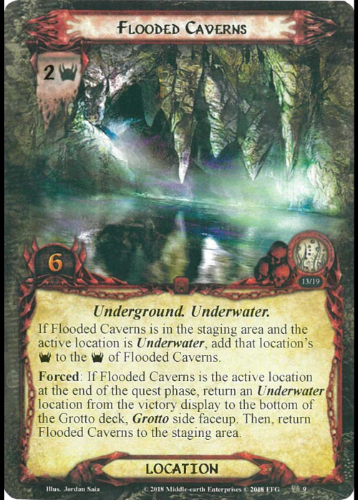 Flooded Caverns
2
6
13/19
Underground. Underwater.
If Flooded Caverns is in the staging area and the
active location is Underwater, add that location's
to the of Flooded Caverns.
Forced: If Flooded Caverns is the active location
at the end of the quest phase, return an Underwater
location from the victory display to the bottom of
the Grotto deck, Grotto side faceup. Then, return
Flooded Caverns to the staging area.
Location
Illus. Jordan Saia
© 2018 Middle-earth Enterprises © 2018 FFG
9